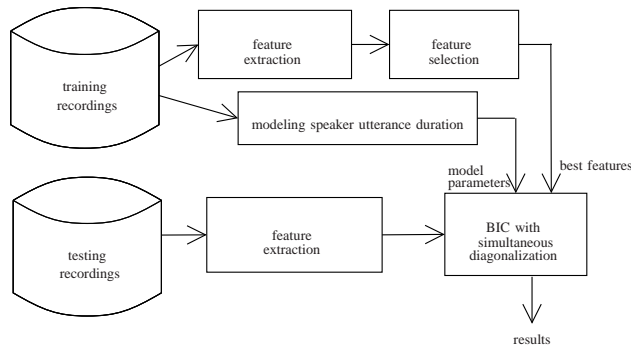 training
recordings
feature
extraction
feature
selection
modeling speaker utterance duration
model
parameters
best features
testing
recordings
feature
extraction
BIC with
simultaneous
diagonalization
results